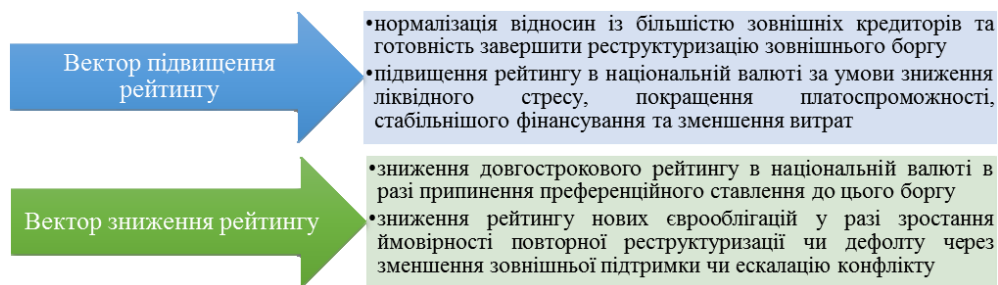 Вектор підвищення
рейтингу
•нормалізація відносин із більшістю зовнішніх кредиторів та
готовність завершити реструктуризацію зовнішнього боргу
•підвищення рейтингу в національній валюті за умови зниження
ліквідного стресу, покращення платоспроможності,
стабільнішого фінансування та зменшення витрат
Вектор зниження рейтингу
•зниження довгострокового рейтингу в національній валюті в
разі припинення преференційного ставлення до цього боргу
•зниження рейтингу нових єврооблігацій у разі зростання
ймовірності повторної реструктуризації чи дефолту через
зменшення зовнішньої підтримки чи ескалацію конфлікту